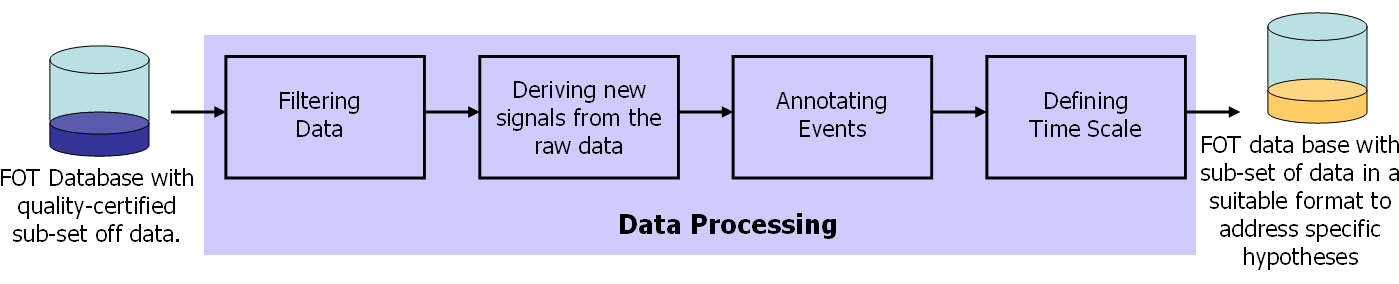 FOT Database with
quality-certified
sub-set off data.
Filtering
Data
Deriving new
signals from the
raw data
Annotating
Events
Defining
Time Scale
Data Processing
FOT data base with
sub-set of data in a
suitable format to
address specific
hypotheses